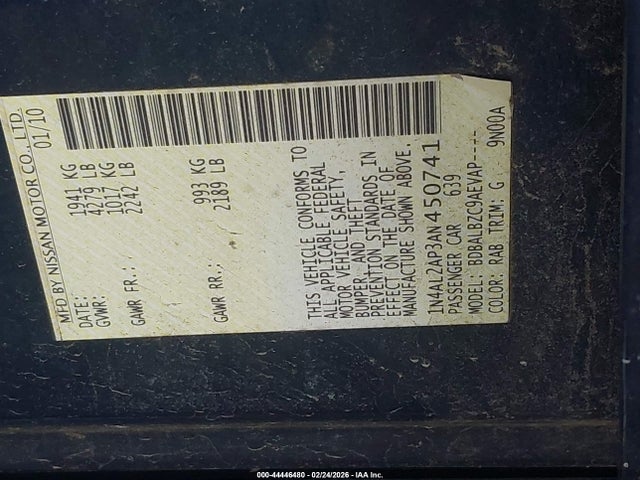 MFD BY NISSAN MOTOR CO., LTD.
DATE: 01/10
GVWR: 1941 KG
4279 LB
GAWR FR.: 1017 KG
2242 LB
GAWR RR.: 993 KG
2189 LB
THIS VEHICLE CONFORMS TO
ALL APPLICABLE FEDERAL
MOTOR VEHICLE SAFETY,
BUMPER, AND THEFT
PREVENTION STANDARDS IN
EFFECT ON THE DATE OF
MANUFACTURE SHOWN ABOVE.
1N4AL2AP3AN450741
PASSENGER CAR 639
MODEL: BDBALBZC9AEVAP----
COLOR: RAB TRIM: G 9N00A
000-44446480 - 02/24/2026 - IAA Inc.